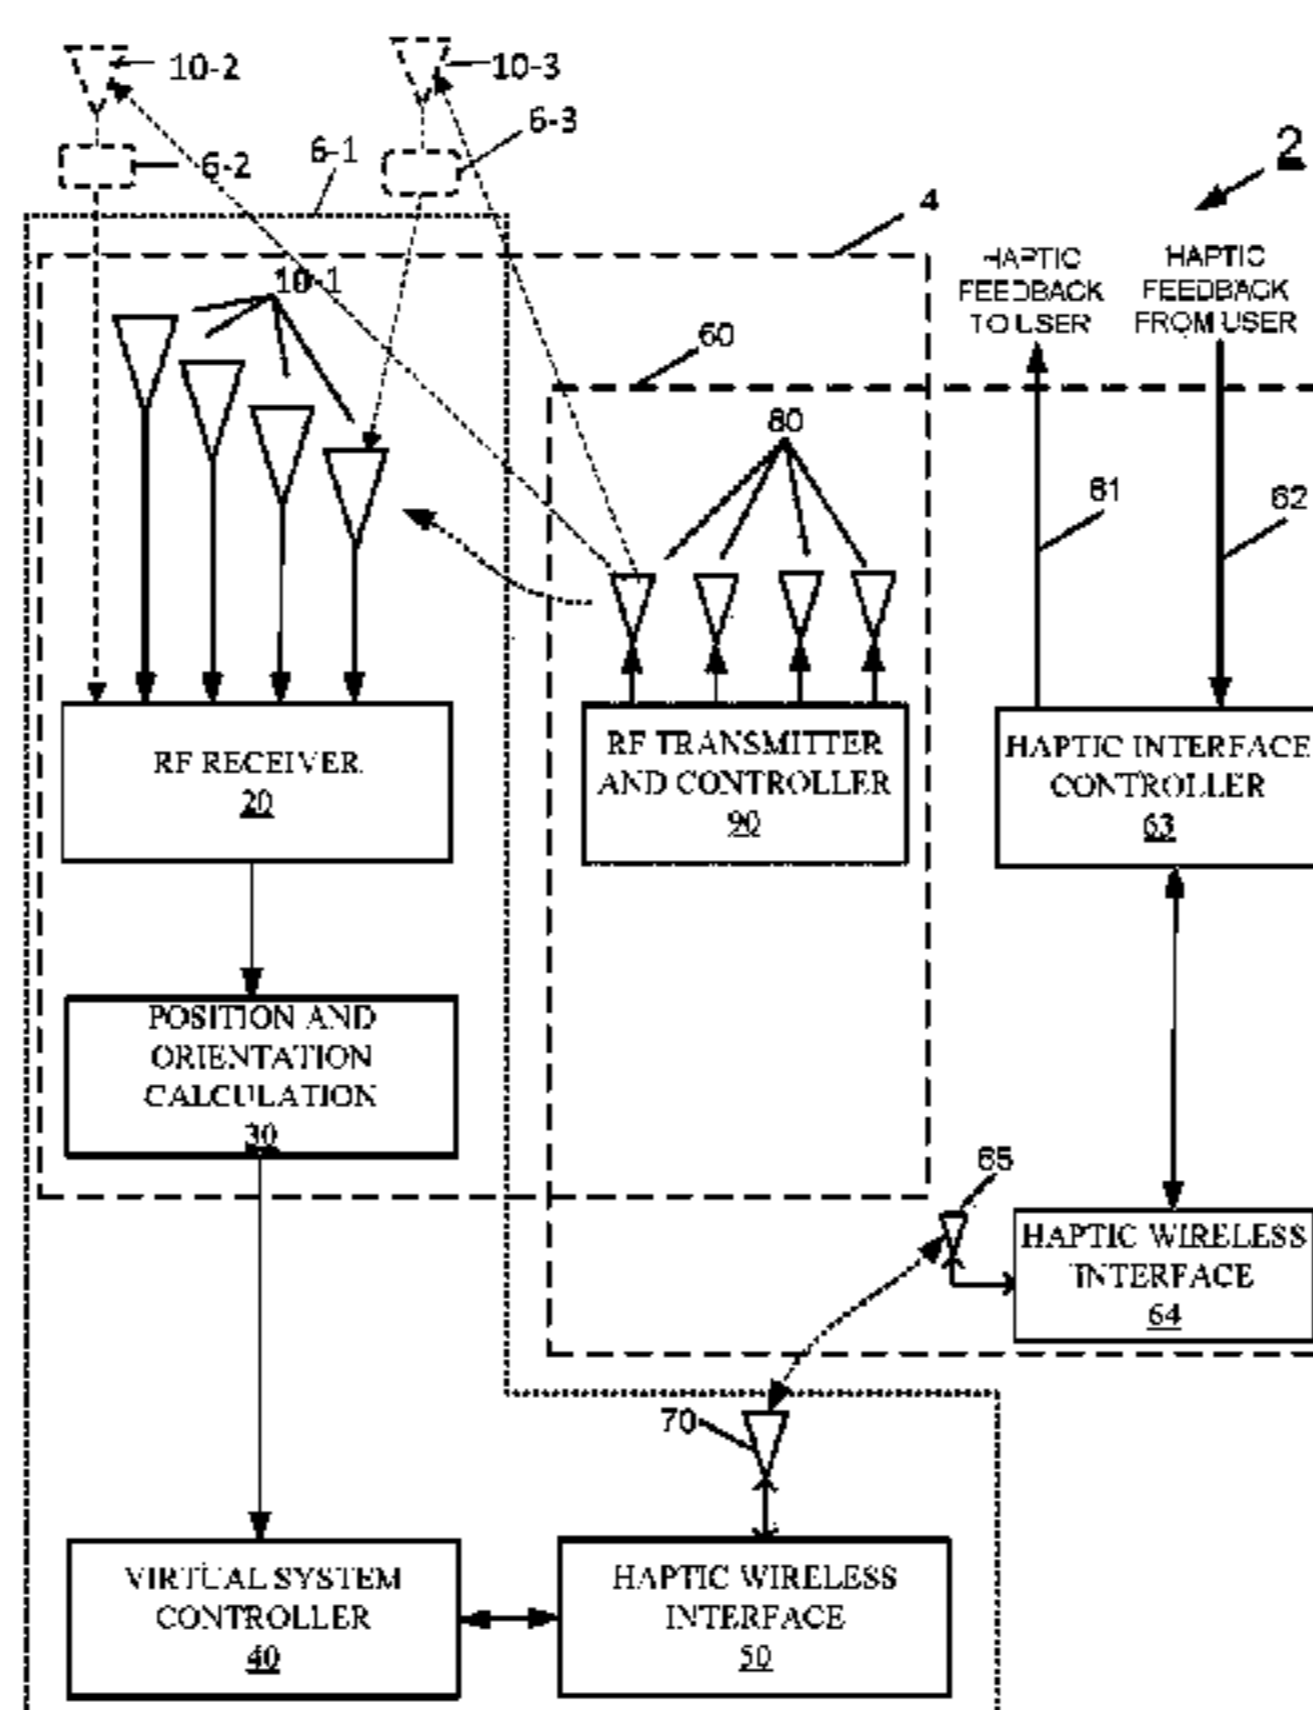 10-2
10-3
6-3
6-2
6-1
2
4
10-1
HAPTIC
FEEDBACK
TO USER
HAPTIC
FEEDBACK
FROM USER
60
80
61
62
RF RECEIVER
20
RF TRANSMITTER
AND CONTROLLER
90
HAPTIC INTERFACE
CONTROLLER
63
POSITION AND
ORIENTATION
CALCULATION
30
65
HAPTIC WIRELESS
INTERFACE
64
70
VIRTUAL SYSTEM
CONTROLLER
40
HAPTIC WIRELESS
INTERFACE
50